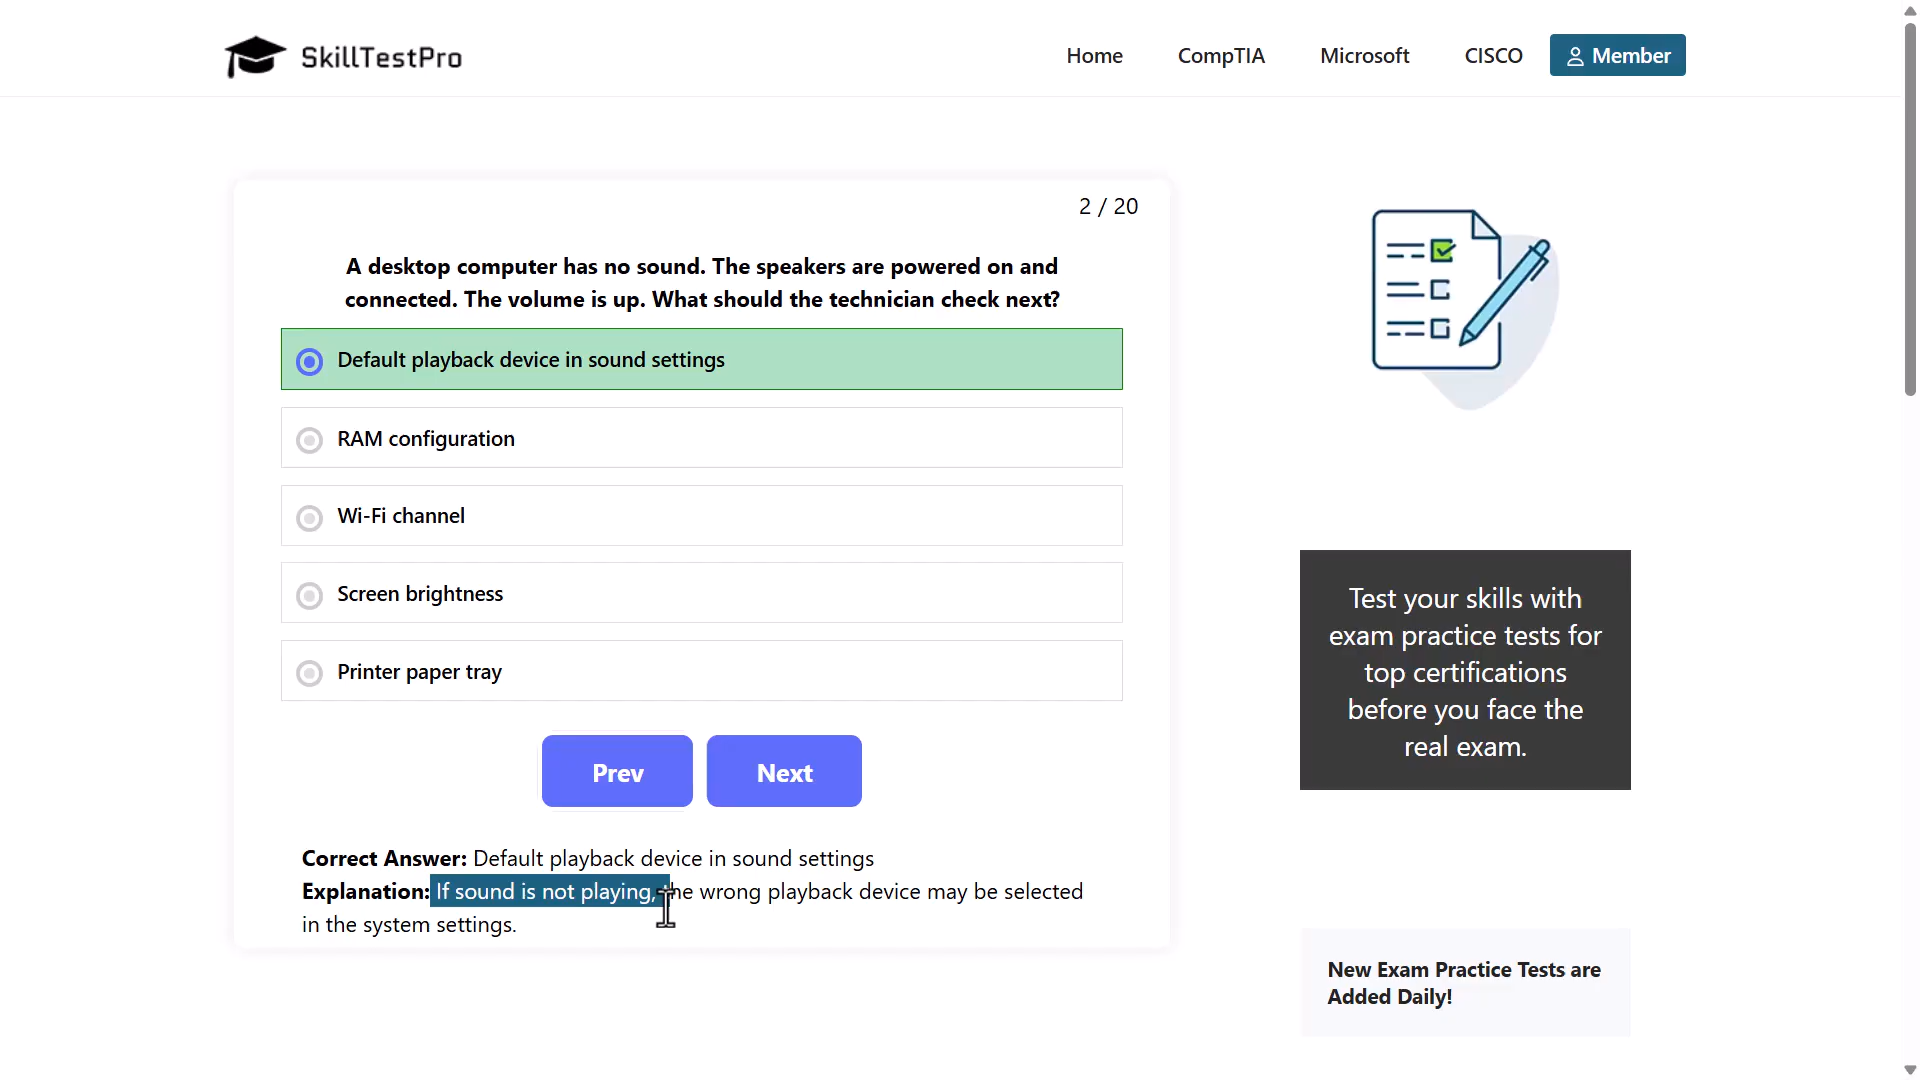 SkillTestPro
Home
CompTIA
Microsoft
CISCO
Member
2 / 20
A desktop computer has no sound. The speakers are powered on and
connected. The volume is up. What should the technician check next?
Default playback device in sound settings
RAM configuration
Wi-Fi channel
Screen brightness
Printer paper tray
Prev
Next
Correct Answer: Default playback device in sound settings
Explanation: If sound is not playing, the wrong playback device may be selected
in the system settings.
Test your skills with
exam practice tests for
top certifications
before you face the
real exam.
New Exam Practice Tests are
Added Daily!